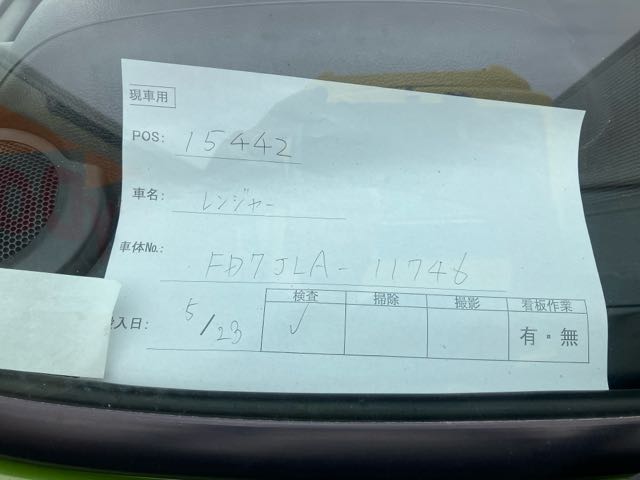 現車用
POS: 15442
車名 レンジャー
車体No. FD7JLA-11746
入日: 5/23
検査 掃除 撮影 看板作業
✓ 有・無